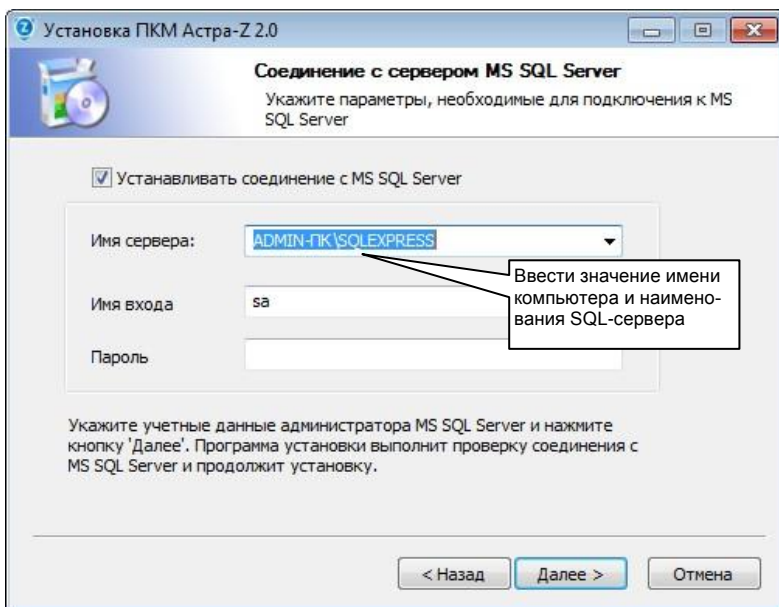 Установка ПКМ Астра-Z 2.0
Соединение с сервером MS SQL Server
Укажите параметры, необходимые для подключения к MS
SQL Server
Устанавливать соединение с MS SQL Server
Имя сервера:
ADMIN-ПК\SQLEXPRESS
Ввести значение имени
компьютера и наимено-
вания SQL-сервера
Имя входа
sa
Пароль
Укажите учетные данные администратора MS SQL Server и нажмите
кнопку 'Далее'. Программа установки выполнит проверку соединения с
MS SQL Server и продолжит установку.
< Назад
Далее >
Отмена